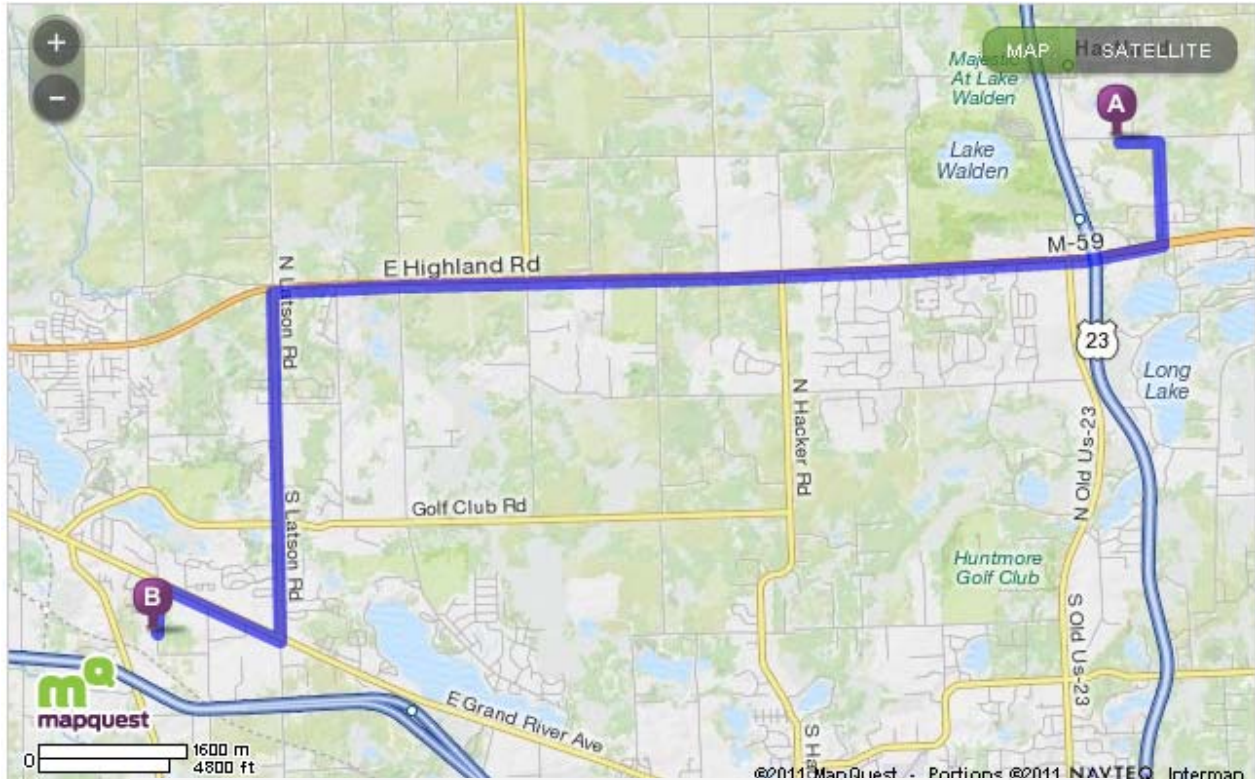 +
−
MAP
SATELLITE
Majestic
At Lake
Walden
A
Lake
Walden
M-59
E Highland Rd
N Latson Rd
23
Long
Lake
N Hacker Rd
N Old Us-23
Golf Club Rd
S Latson Rd
Huntmore
Golf Club
B
S Old Us-23
mapquest
E Grand River Ave
S Ha
0
1600 m
4800 ft
©2011 MapQuest - Portions ©2011 NAVTEQ, Intermap